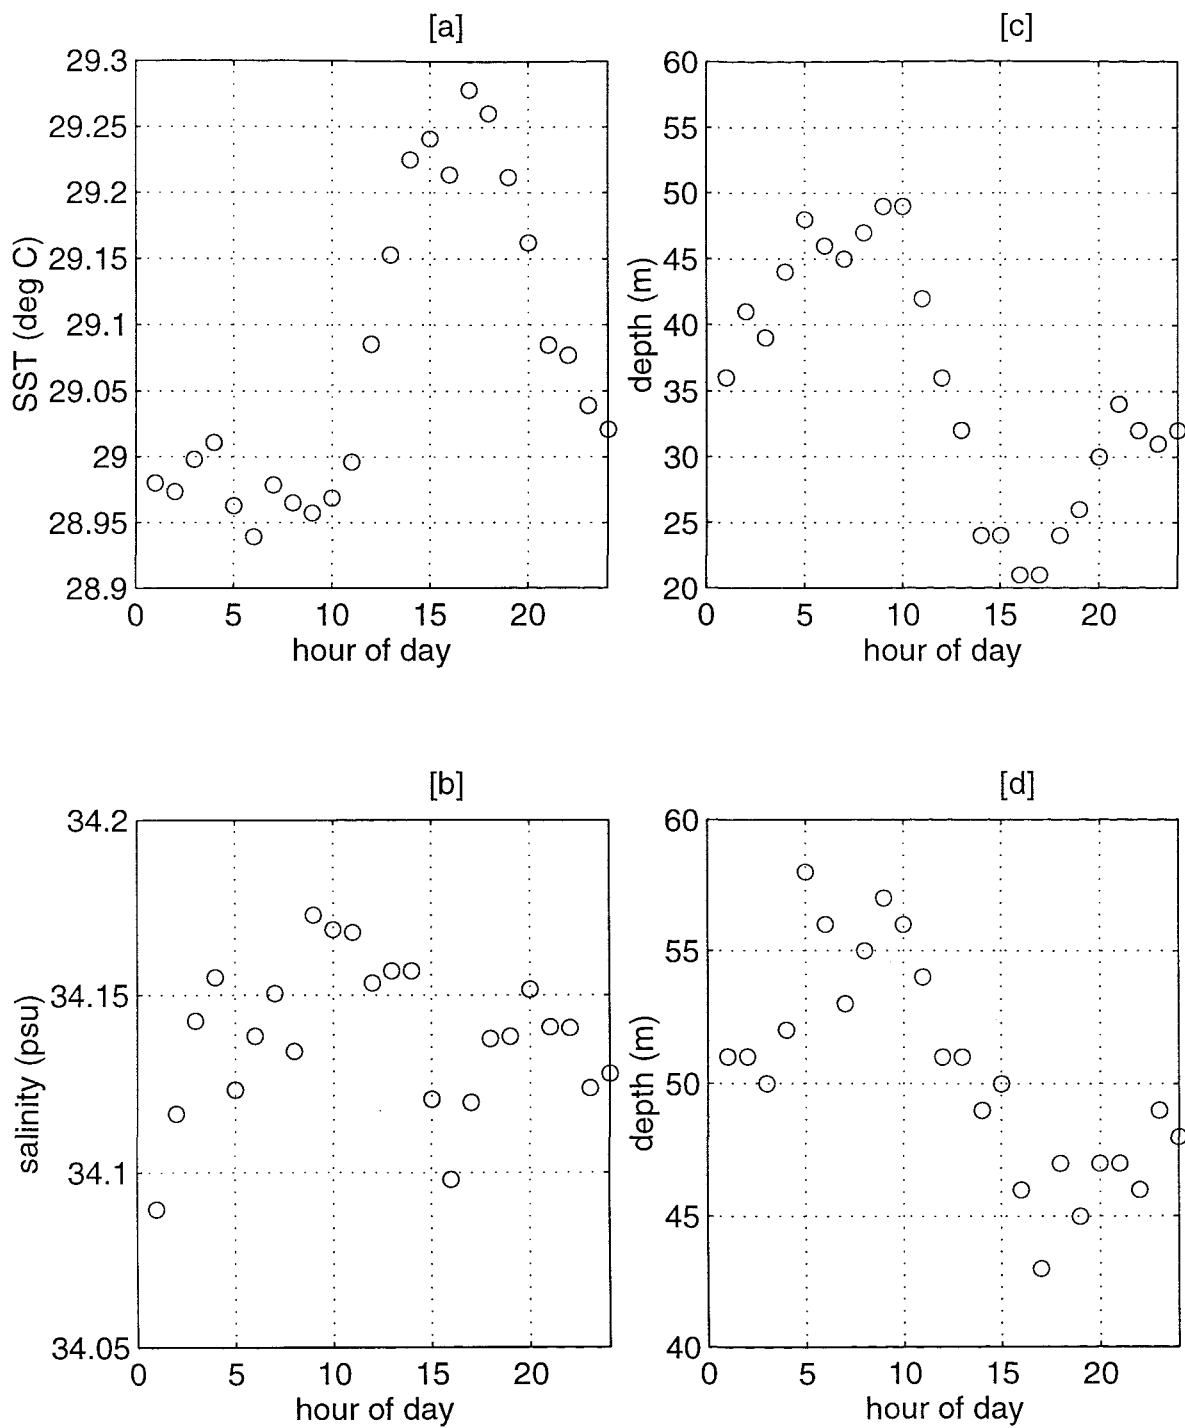 [a]
29.3
29.25
29.2
29.15
29.1
29.05
29
28.95
28.9
SST (deg C)
0 5 10 15 20
hour of day
[c]
60
55
50
45
40
35
30
25
20
depth (m)
0 5 10 15 20
hour of day
[b]
34.2
34.15
34.1
34.05
salinity (psu)
0 5 10 15 20
hour of day
[d]
60
55
50
45
40
depth (m)
0 5 10 15 20
hour of day